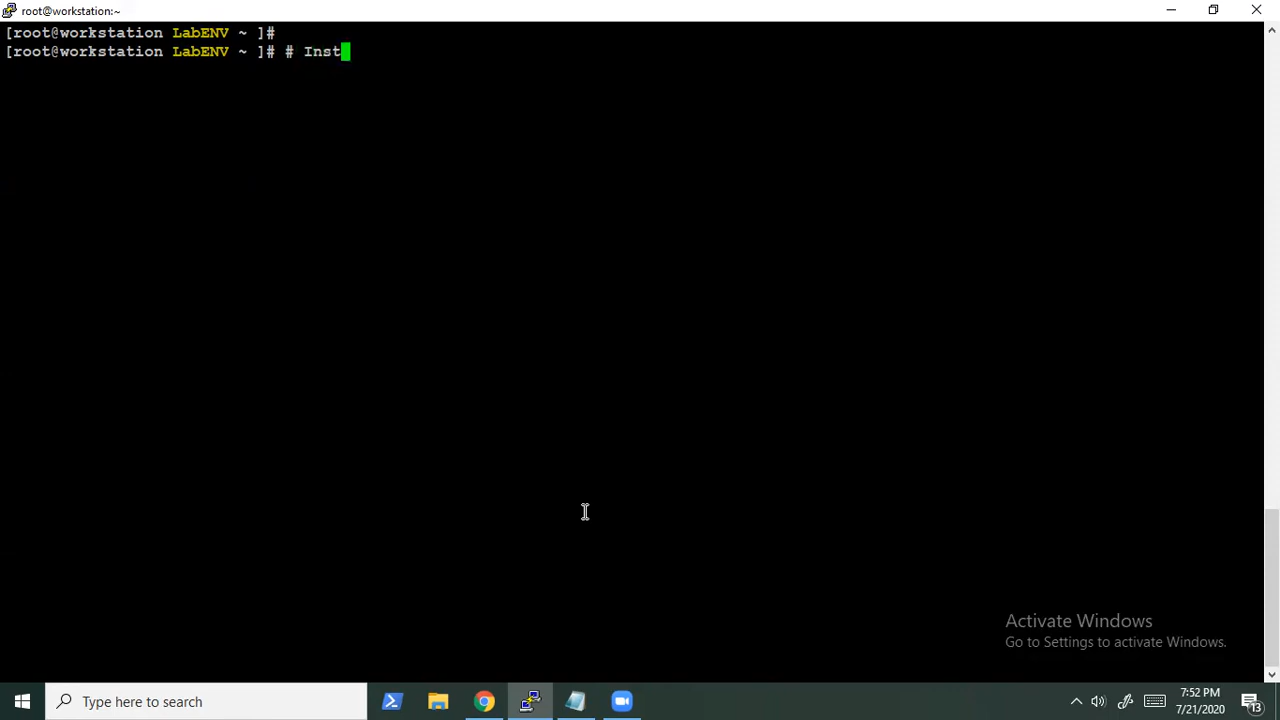 root@workstation:~
[root@workstation LabENV ~ ]#
[root@workstation LabENV ~ ]# # Inst
Activate Windows
Go to Settings to activate Windows.
Type here to search
7:52 PM
7/21/2020
13